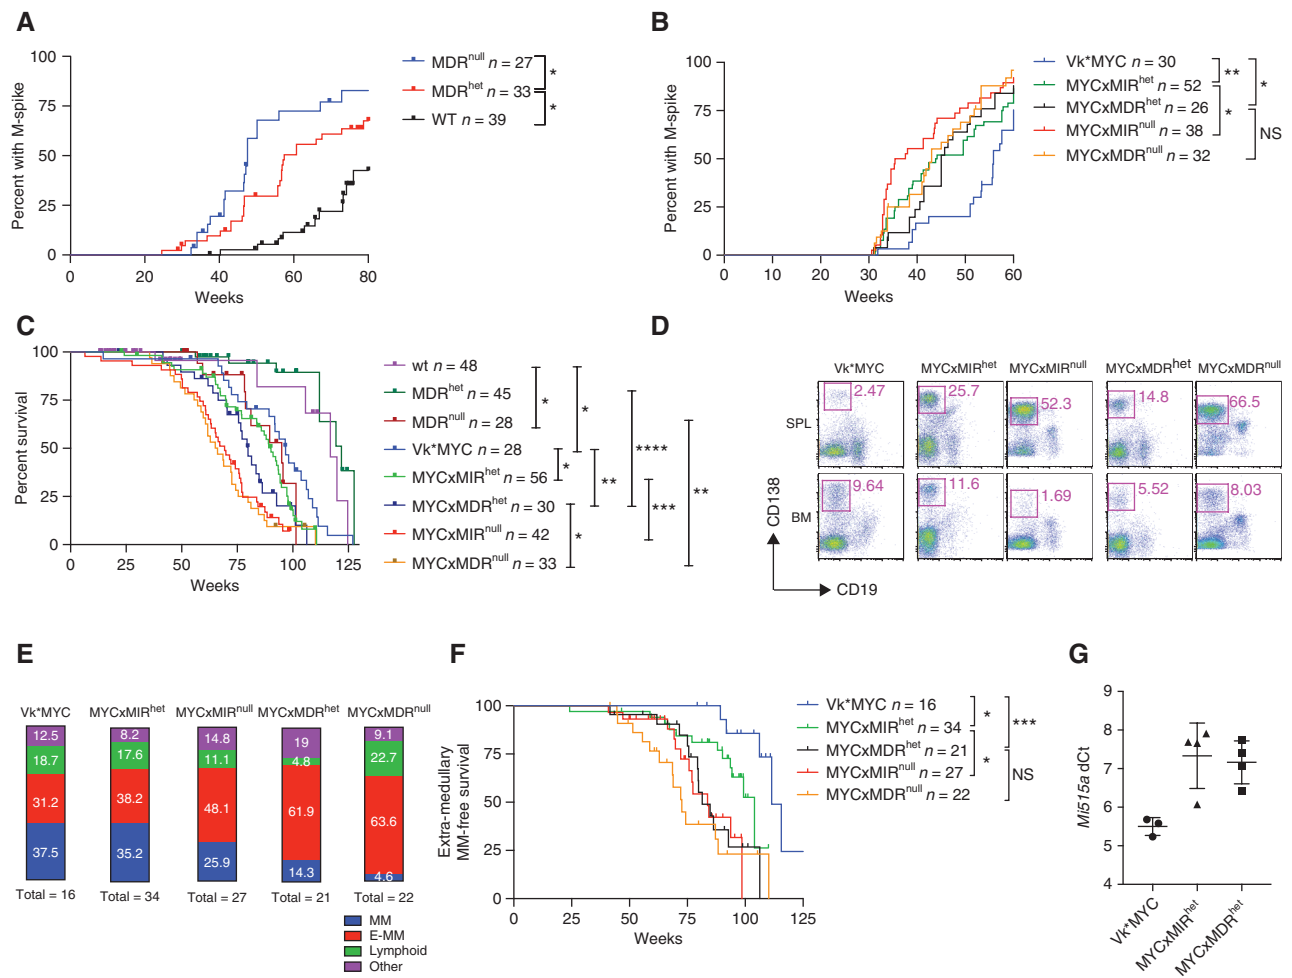 A
Percent with M-spike
100
75
50
25
0
0 20 40 60 80
Weeks
MDRnull n = 27
MDRhet n = 33
WT n = 39
*
*
B
Percent with M-spike
100
75
50
25
0
0 10 20 30 40 50 60
Weeks
Vk*MYC n = 30
MYCxMIRhet n = 52
MYCxMDRhet n = 26
MYCxMIRnull n = 38
MYCxMDRnull n = 32
**
*
*
NS
C
Percent survival
100
75
50
25
0
0 25 50 75 100 125
Weeks
wt n = 48
MDRhet n = 45
MDRnull n = 28
Vk*MYC n = 28
MYCxMIRhet n = 56
MYCxMDRhet n = 30
MYCxMIRnull n = 42
MYCxMDRnull n = 33
*
*
*
*
**
****
***
**
D
Vk*MYC MYCxMIRhet MYCxMIRnull MYCxMDRhet MYCxMDRnull
SPL
2.47 25.7 52.3 14.8 66.5
BM
9.64 11.6 1.69 5.52 8.03
CD138
CD19
E
Vk*MYC MYCxMIRhet MYCxMIRnull MYCxMDRhet MYCxMDRnull
12.5 8.2 14.8 19 9.1
18.7 17.6 11.1 4.8 22.7
31.2 38.2 48.1 61.9 63.6
37.5 35.2 25.9 14.3 4.6
Total = 16 Total = 34 Total = 27 Total = 21 Total = 22
MM
E-MM
Lymphoid
Other
F
Extra-medullary
MM-free survival
100
75
50
25
0
0 25 50 75 100 125
Weeks
Vk*MYC n = 16
MYCxMIRhet n = 34
MYCxMDRhet n = 21
MYCxMIRnull n = 27
MYCxMDRnull n = 22
*
*
***
NS
G
Mi515a dCt
9
8
7
6
5
4
Vk*MYC
MYCxMIRhet
MYCxMDRhet